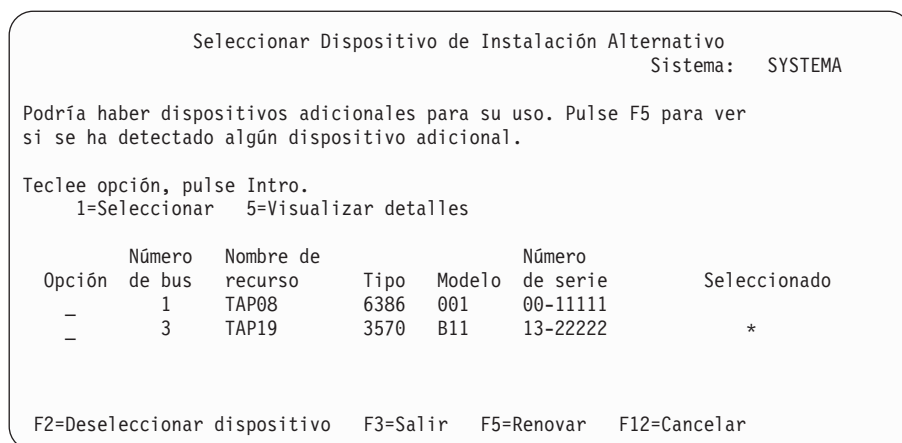 Seleccionar Dispositivo de Instalación Alternativo
Sistema: SYSTEMA
Podría haber dispositivos adicionales para su uso. Pulse F5 para ver
si se ha detectado algún dispositivo adicional.
Teclee opción, pulse Intro.
1=Seleccionar 5=Visualizar detalles
Número Nombre de Número
Opción de bus recurso Tipo Modelo de serie Seleccionado
_ 1 TAP08 6386 001 00-11111
_ 3 TAP19 3570 B11 13-22222 *
F2=Deseleccionar dispositivo F3=Salir F5=Renovar F12=Cancelar